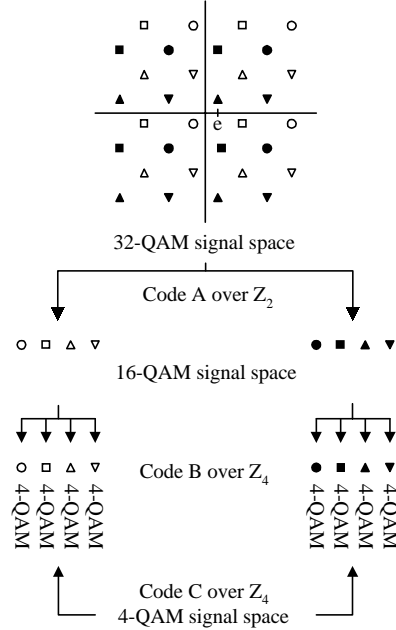 e
32-QAM signal space
Code A over Z2
16-QAM signal space
Code B over Z4
4-QAM
4-QAM
4-QAM
4-QAM
4-QAM
4-QAM
4-QAM
4-QAM
Code C over Z4
4-QAM signal space